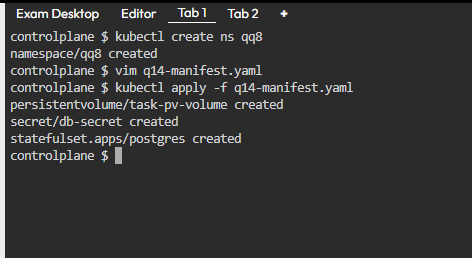 Exam Desktop Editor Tab 1 Tab 2 +
controlplane $ kubectl create ns qq8
namespace/qq8 created
controlplane $ vim q14-manifest.yaml
controlplane $ kubectl apply -f q14-manifest.yaml
persistentvolume/task-pv-volume created
secret/db-secret created
statefulset.apps/postgres created
controlplane $